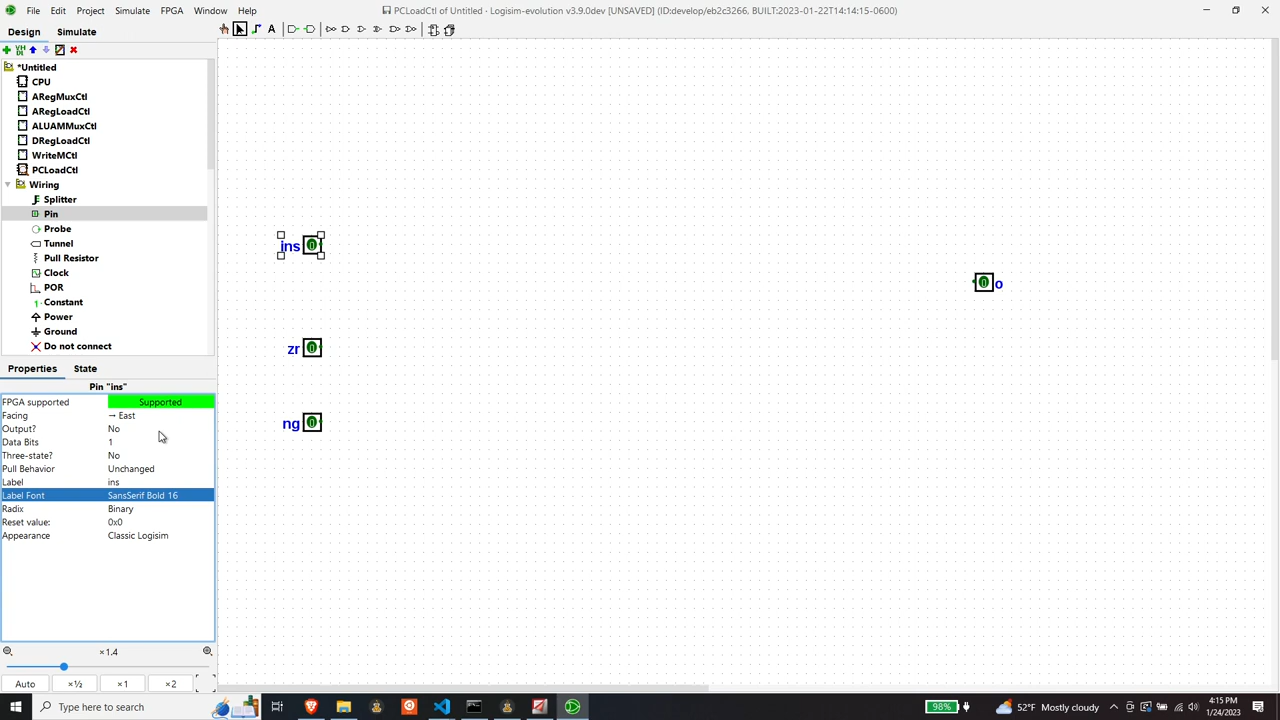 PCLoadCtl of Untitled - Logisim-evolution v3.9.0dev [UNSAVED] (ID:develop/eb2c3266, BUILT:2023-01-22T14:14:15-0600)
File Edit Project Simulate FPGA Window Help
Design Simulate
A
VH
DL
*Untitled
CPU
ARegMuxCtl
ARegLoadCtl
ALUAMMuxCtl
DRegLoadCtl
WriteMCtl
PCLoadCtl
Wiring
Splitter
Pin
Probe
Tunnel
Pull Resistor
Clock
POR
1 Constant
Power
Ground
Do not connect
ins 0
0 o
zr 0
ng 0
Properties State
Pin "ins"
FPGA supported Supported
Facing → East
Output? No
Data Bits 1
Three-state? No
Pull Behavior Unchanged
Label ins
Label Font SansSerif Bold 16
Radix Binary
Reset value: 0x0
Appearance Classic Logisim
×1.4
Auto ×½ ×1 ×2
Type here to search
98%
52°F Mostly cloudy
4:15 PM
1/24/2023